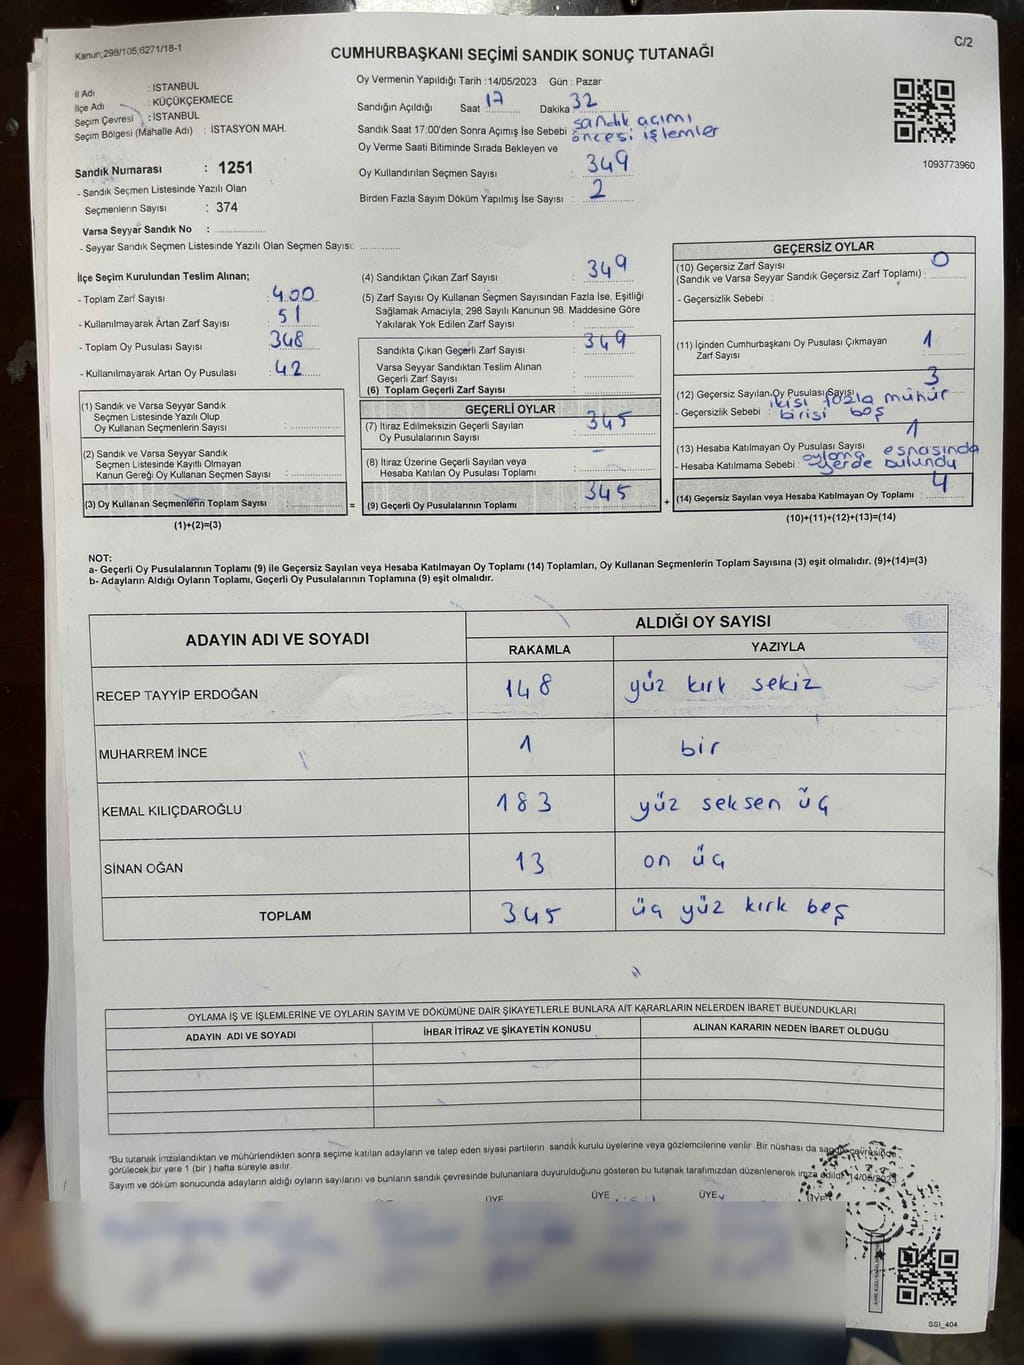 Kanun;298/105;6271/18-1
C/2
CUMHURBAŞKANI SEÇİMİ SANDIK SONUÇ TUTANAĞI
İl Adı : İSTANBUL
İlçe Adı : KÜÇÜKÇEKMECE
Seçim Çevresi : İSTANBUL
Seçim Bölgesi (Mahalle Adı) : İSTASYON MAH.
Sandık Numarası : 1251
- Sandık Seçmen Listesinde Yazılı Olan
Seçmenlerin Sayısı : 374
Varsa Seyyar Sandık No :
- Seyyar Sandık Seçmen Listesinde Yazılı Olan Seçmen Sayısı:
Oy Vermenin Yapıldığı Tarih :14/05/2023 Gün : Pazar
Sandığın Açıldığı Saat 17 Dakika 32
Sandık Saat 17:00'den Sonra Açımış İse Sebebi : sandık açımı
öncesi işlemler
Oy Verme Saati Bitiminde Sırada Bekleyen ve
Oy Kullandırılan Seçmen Sayısı : 349
Birden Fazla Sayım Döküm Yapılmış İse Sayısı : 2
1093773960
İlçe Seçim Kurulundan Teslim Alınan;
- Toplam Zarf Sayısı : 400
- Kullanılmayarak Artan Zarf Sayısı : 51
- Toplam Oy Pusulası Sayısı : 348
- Kullanılmayarak Artan Oy Pusulası : 42
(1) Sandık ve Varsa Seyyar Sandık
Seçmen Listesinde Yazılı Olup
Oy Kullanan Seçmenlerin Sayısı :
(2) Sandık ve Varsa Seyyar Sandık
Seçmen Listesinde Kayıtlı Olmayan
Kanun Gereği Oy Kullanan Seçmen Sayısı :
(3) Oy Kullanan Seçmenlerin Toplam Sayısı :
(1)+(2)=(3)
=
(4) Sandıktan Çıkan Zarf Sayısı : 349
(5) Zarf Sayısı Oy Kullanan Seçmen Sayısından Fazla İse, Eşitliği
Sağlamak Amacıyla; 298 Sayılı Kanunun 98. Maddesine Göre
Yakılarak Yok Edilen Zarf Sayısı :
Sandıkta Çıkan Geçerli Zarf Sayısı : 349
Varsa Seyyar Sandıktan Teslim Alınan
Geçerli Zarf Sayısı :
(6) Toplam Geçerli Zarf Sayısı :
GEÇERLİ OYLAR
(7) İtiraz Edilmeksizin Geçerli Sayılan
Oy Pusulalarının Sayısı : 345
(8) İtiraz Üzerine Geçerli Sayılan veya
Hesaba Katılan Oy Pusulası Toplamı : -
(9) Geçerli Oy Pusulalarının Toplamı : 345
+
GEÇERSİZ OYLAR
(10) Geçersiz Zarf Sayısı 0
(Sandık ve Varsa Seyyar Sandık Geçersiz Zarf Toplamı) :
- Geçersizlik Sebebi :
(11) İçinden Cumhurbaşkanı Oy Pusulası Çıkmayan
Zarf Sayısı : 1
(12) Geçersiz Sayılan Oy Pusulası Sayısı 3
- Geçersizlik Sebebi : ikisi fazla mühür
birisi boş
(13) Hesaba Katılmayan Oy Pusulası Sayısı 1
- Hesaba Katılmama Sebebi : oylama esnasında
yerde bulundu
(14) Geçersiz Sayılan veya Hesaba Katılmayan Oy Toplamı : 4
(10)+(11)+(12)+(13)=(14)
NOT:
a- Geçerli Oy Pusulalarının Toplamı (9) ile Geçersiz Sayılan veya Hesaba Katılmayan Oy Toplamı (14) Toplamları, Oy Kullanan Seçmenlerin Toplam Sayısına (3) eşit olmalıdır. (9)+(14)=(3)
b- Adayların Aldığı Oyların Toplamı, Geçerli Oy Pusulalarının Toplamına (9) eşit olmalıdır.
ADAYIN ADI VE SOYADI
ALDIĞI OY SAYISI
RAKAMLA YAZIYLA
RECEP TAYYİP ERDOĞAN 148 yüz kırk sekiz
MUHARREM İNCE 1 bir
KEMAL KILIÇDAROĞLU 183 yüz seksen üç
SİNAN OĞAN 13 on üç
TOPLAM 345 üç yüz kırk beş
OYLAMA İŞ VE İŞLEMLERİNE VE OYLARIN SAYIM VE DÖKÜMÜNE DAİR ŞİKAYETLERLE BUNLARA AİT KARARLARIN NELERDEN İBARET BULUNDUKLARI
ADAYIN ADI VE SOYADI İHBAR İTİRAZ VE ŞİKAYETİN KONUSU ALINAN KARARIN NEDEN İBARET OLDUĞU
*Bu tutanak imzalandıktan ve mühürlendikten sonra seçime katılan adayların ve talep eden siyasi partilerin sandık kurulu üyelerine veya gözlemcilerine verilir. Bir nüshası da sandık çevresinde
görülecek bir yere 1 (bir ) hafta süreyle asılır.
Sayım ve döküm sonucunda adayların aldığı oyların sayılarını ve bunların sandık çevresinde bulunanlara duyurulduğunu gösteren bu tutanak tarafımızdan düzenlenerek imza edildi. 14/05/2023
ÜYE ÜYE ÜYE ÜYE
SSI_404